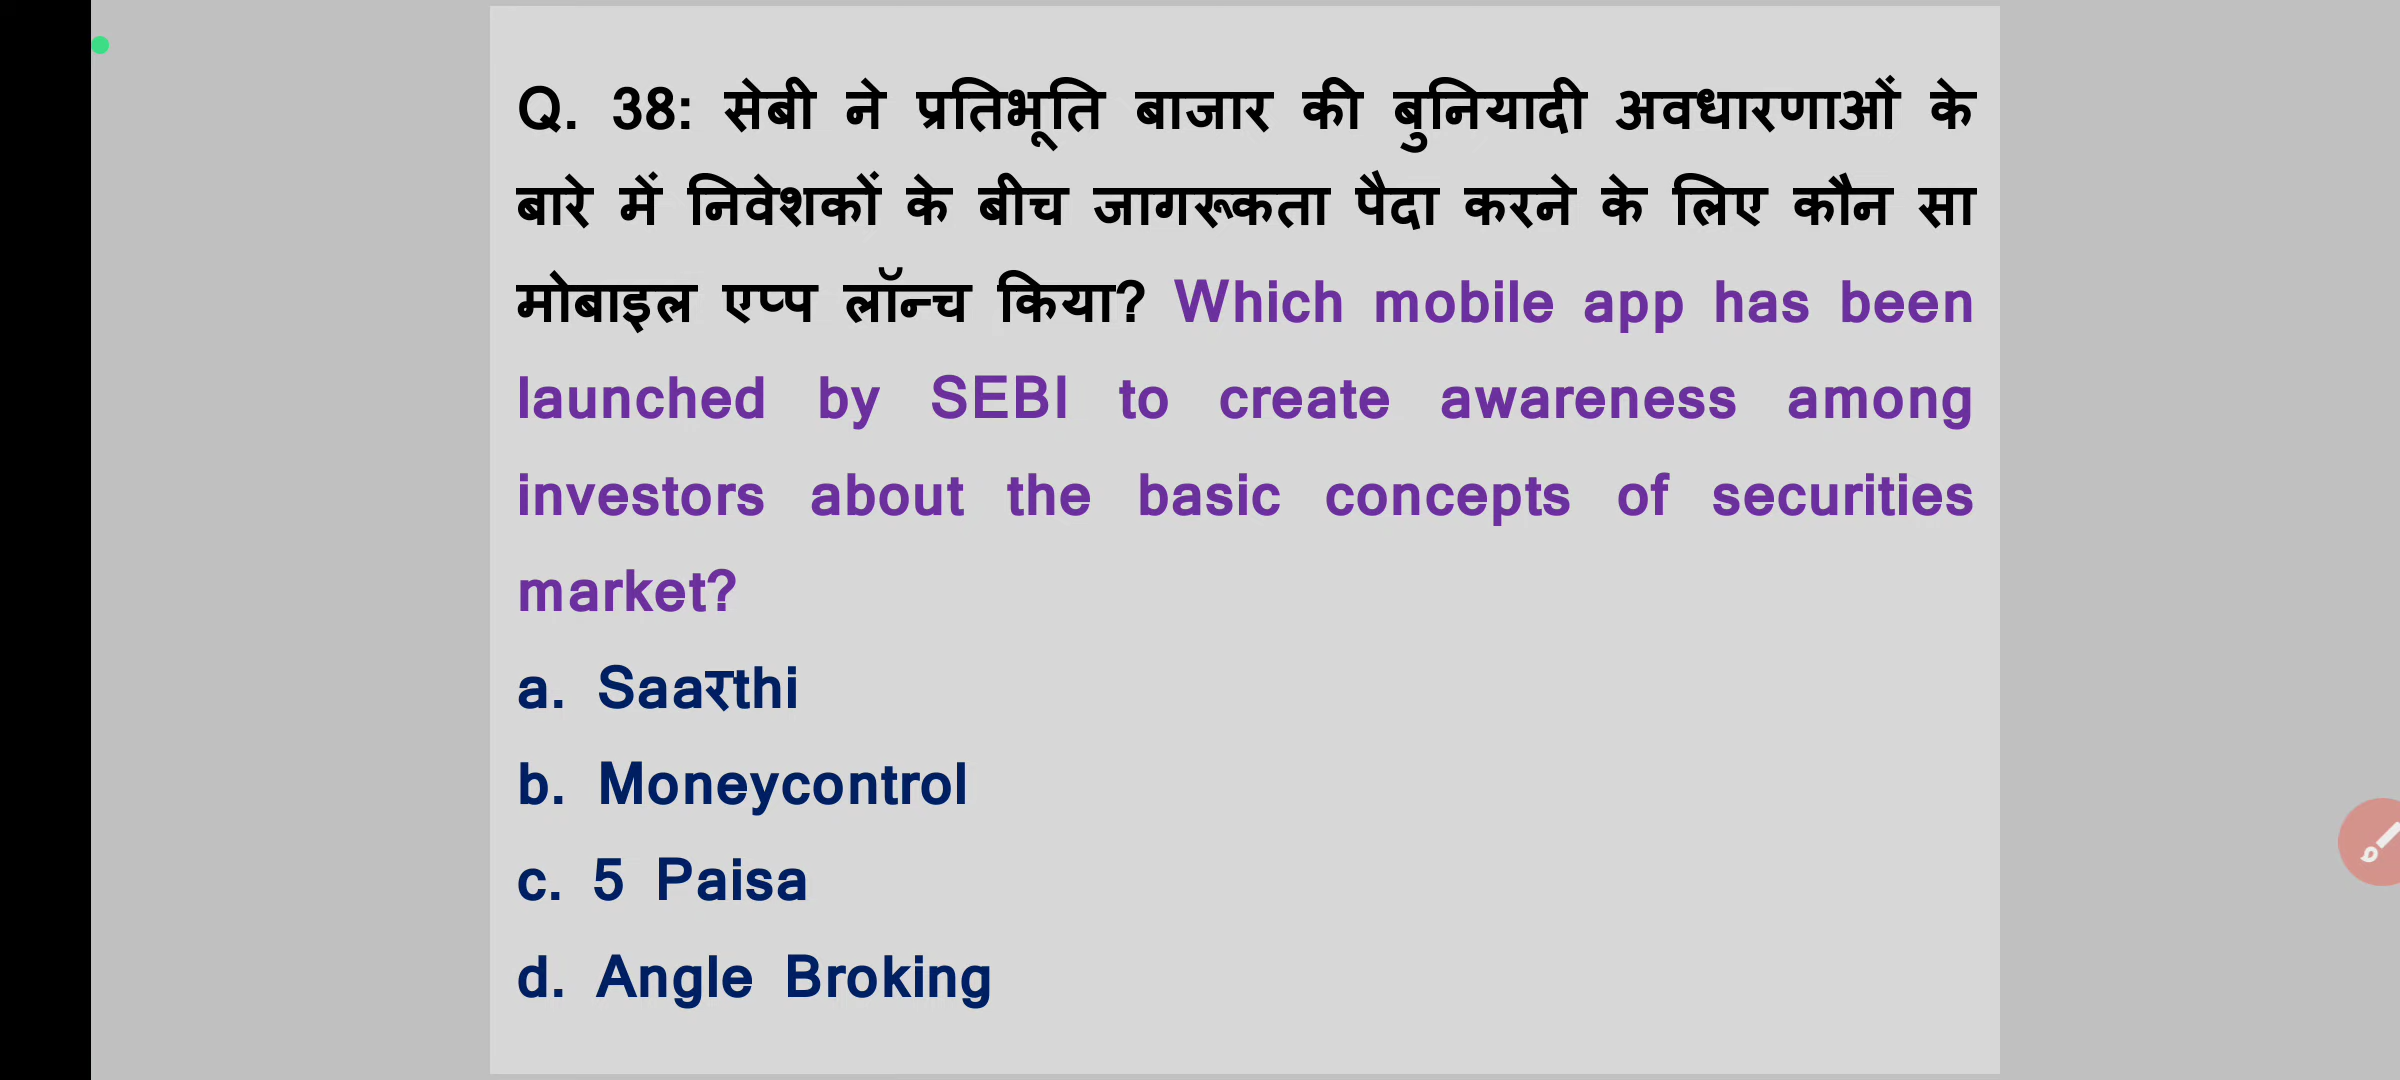 Q. 38: सेबी ने प्रतिभूति बाजार की बुनियादी अवधारणाओं के
बारे में निवेशकों के बीच जागरूकता पैदा करने के लिए कौन सा
मोबाइल एप्प लॉन्च किया? Which mobile app has been
launched by SEBI to create awareness among
investors about the basic concepts of securities
market?
a. Saaरthi
b. Moneycontrol
c. 5 Paisa
d. Angle Broking